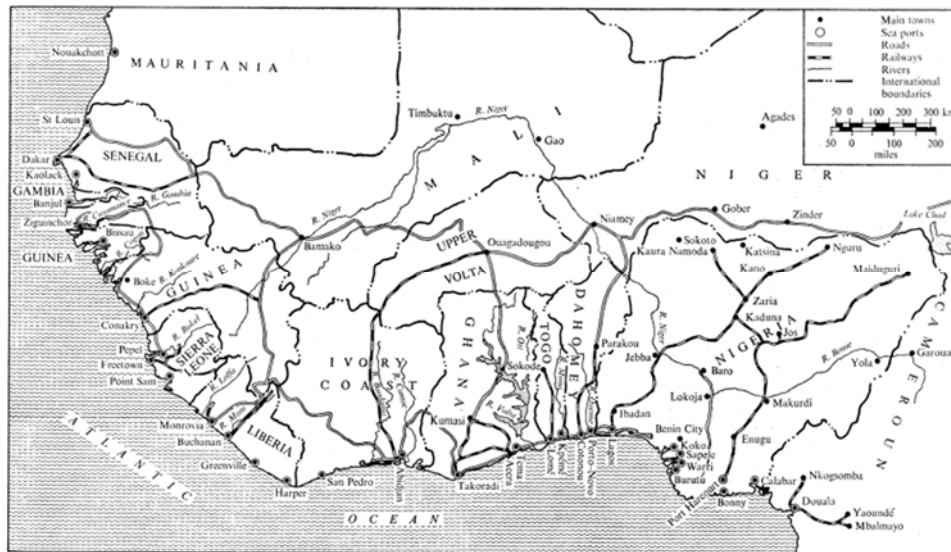 Main towns
Sea ports
Roads
Railways
Rivers
International
boundaries
50 0 100 200 300 km
50 0 100 200
miles
Nouakchott
MAURITANIA
Timbuktu
R. Niger
Gao
MALI
Agades
NIGER
St Louis
SENEGAL
Dakar
Kaolack
GAMBIA
Banjul
R. Gambia
Ziguinchor
Bissau
GUINEA
Bamako
R. Niger
UPPER
VOLTA
Ouagadougou
Niamey
Gober
Zinder
Lake Chad
Sokoto
Kaura Namoda
Katsina
Nguru
Kano
Maiduguri
Boke
R. Konkoure
GUINEA
Conakry
Zaria
Kaduna
Jos
NIGERIA
R. Niger
DAHOMEY
TOGO
GHANA
R. Oti
Parakou
Jebba
Baro
R. Benue
Yola
Garoua
CAMEROUN
Pepel
Freetown
SIERRA
LEONE
Point Sam
IVORY
COAST
Sokode
R. Volta
Lokoja
Makurdi
Kumasi
Ibadan
Benin City
Enugu
Monrovia
Buchanan
LIBERIA
Greenville
Harper
San Pedro
Abidjan
Takoradi
Accra
Tema
Lomé
Cotonou
Porto-Novo
Lagos
Koko
Sapele
Warri
Burutu
Port Harcourt
Bonny
Calabar
Nkogsomba
Douala
Yaoundé
Mbalmayo
ATLANTIC
OCEAN